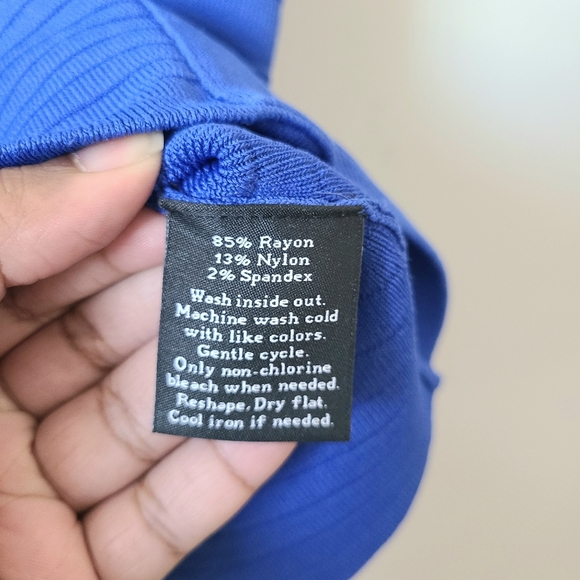 85% Rayon
13% Nylon
2% Spandex
Wash inside out.
Machine wash cold
with like colors.
Gentle cycle.
Only non-chlorine
bleach when needed.
Reshape, Dry flat.
Cool iron if needed.